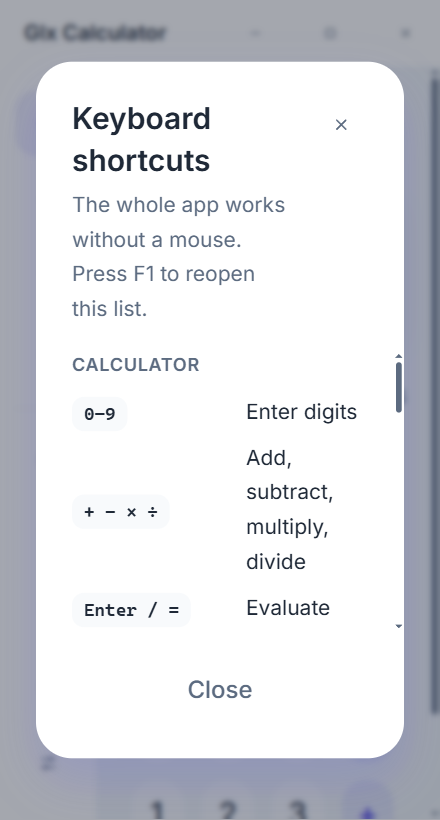 Glx Calculator
Keyboard
shortcuts
×
The whole app works
without a mouse.
Press F1 to reopen
this list.
CALCULATOR
0–9
Enter digits
+ − × ÷
Add,
subtract,
multiply,
divide
Enter / =
Evaluate
Close
1 2 3